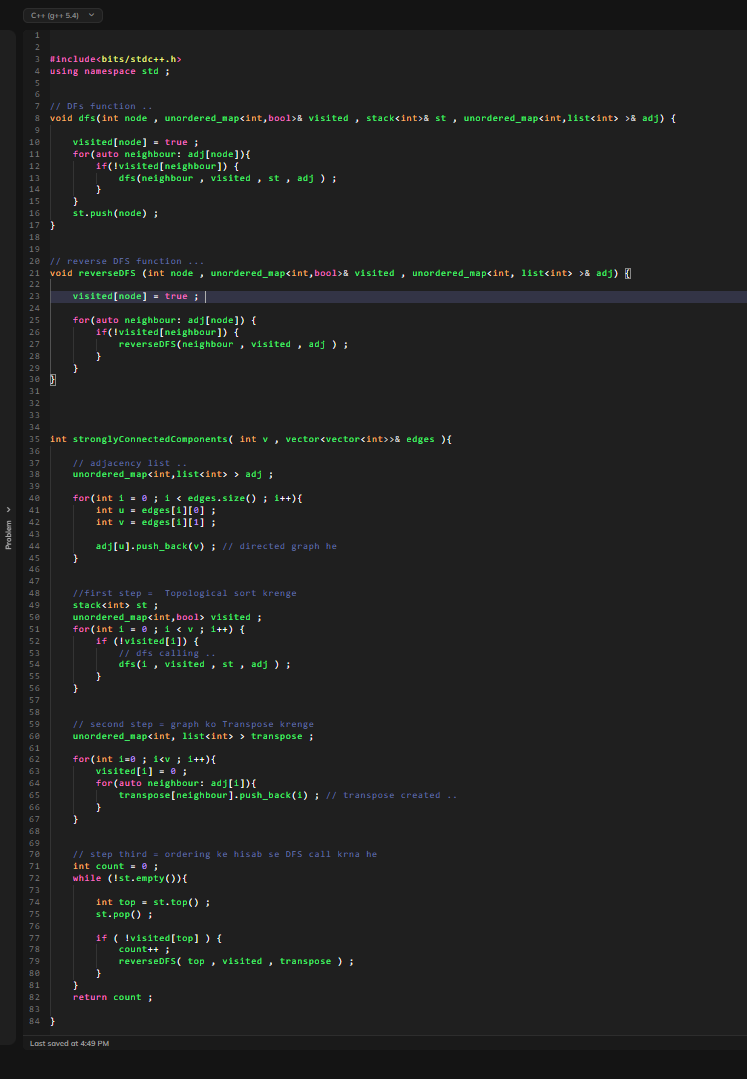 C++ (g++ 5.4)
1
2
3 #include<bits/stdc++.h>
4 using namespace std ;
5
6
7 // DFs function ..
8 void dfs(int node , unordered_map<int,bool>& visited , stack<int>& st , unordered_map<int,list<int> >& adj) {
9
10 visited[node] = true ;
11 for(auto neighbour: adj[node]){
12 if(!visited[neighbour]) {
13 dfs(neighbour , visited , st , adj ) ;
14 }
15 }
16 st.push(node) ;
17 }
18
19
20 // reverse DFS function ...
21 void reverseDFS (int node , unordered_map<int,bool>& visited , unordered_map<int, list<int> >& adj) {
22
23 visited[node] = true ;
24
25 for(auto neighbour: adj[node]) {
26 if(!visited[neighbour]) {
27 reverseDFS(neighbour , visited , adj ) ;
28 }
29 }
30 }
31
32
33
34
35 int stronglyConnectedComponents( int v , vector<vector<int>>& edges ){
36
37 // adjacency list ..
38 unordered_map<int,list<int> > adj ;
39
40 for(int i = 0 ; i < edges.size() ; i++){
41 int u = edges[i][0] ;
42 int v = edges[i][1] ;
43
44 adj[u].push_back(v) ; // directed graph he
45 }
46
47
48 //first step =  Topological sort krenge
49 stack<int> st ;
50 unordered_map<int,bool> visited ;
51 for(int i = 0 ; i < v ; i++) {
52 if (!visited[i]) {
53 // dfs calling ..
54 dfs(i , visited , st , adj ) ;
55 }
56 }
57
58
59 // second step = graph ko Transpose krenge
60 unordered_map<int, list<int> > transpose ;
61
62 for(int i=0 ; i<v ; i++){
63 visited[i] = 0 ;
64 for(auto neighbour: adj[i]){
65 transpose[neighbour].push_back(i) ; // transpose created ..
66 }
67 }
68
69
70 // step third = ordering ke hisab se DFS call krna he
71 int count = 0 ;
72 while (!st.empty()){
73
74 int top = st.top() ;
75 st.pop() ;
76
77 if ( !visited[top] ) {
78 count++ ;
79 reverseDFS( top , visited , transpose ) ;
80 }
81 }
82 return count ;
83
84 }
Problem
Last saved at 4:49 PM